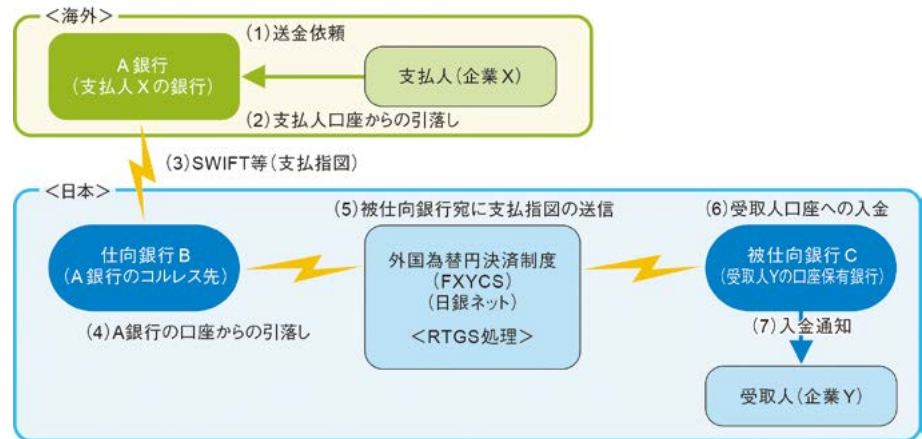 ＜海外＞
(1)送金依頼
A銀行
(支払人Xの銀行)
支払人(企業X)
(2)支払人口座からの引落し
(3)SWIFT等(支払指図)
＜日本＞
(5)被仕向銀行宛に支払指図の送信
(6)受取人口座への入金
仕向銀行B
(A銀行のコルレス先)
外国為替円決済制度
(FXYCS)
(日銀ネット)
＜RTGS処理＞
被仕向銀行C
(受取人Yの口座保有銀行)
(4)A銀行の口座からの引落し
(7)入金通知
受取人(企業Y)